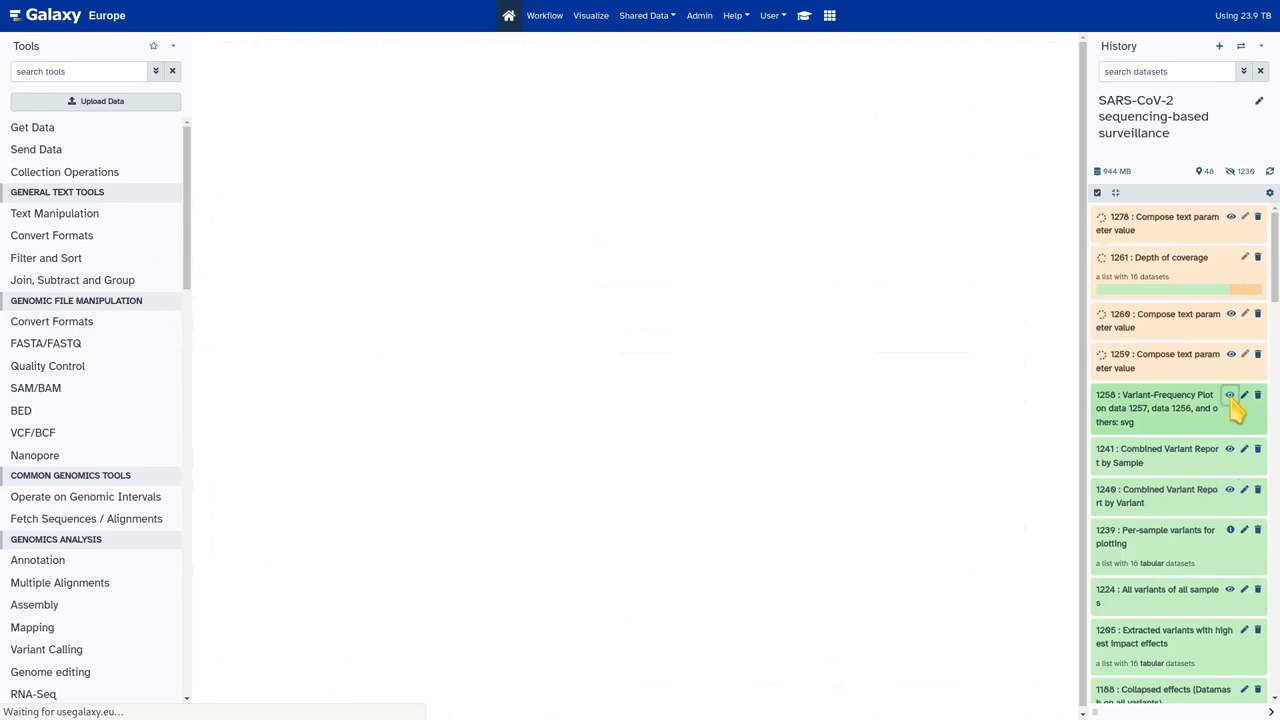 Galaxy Europe
Workflow Visualize Shared Data Admin Help User
Using 23.9 TB
Tools
search tools
Upload Data
Get Data
Send Data
Collection Operations
GENERAL TEXT TOOLS
Text Manipulation
Convert Formats
Filter and Sort
Join, Subtract and Group
GENOMIC FILE MANIPULATION
Convert Formats
FASTA/FASTQ
Quality Control
SAM/BAM
BED
VCF/BCF
Nanopore
COMMON GENOMICS TOOLS
Operate on Genomic Intervals
Fetch Sequences / Alignments
GENOMICS ANALYSIS
Annotation
Multiple Alignments
Assembly
Mapping
Variant Calling
Genome editing
RNA-Seq
Waiting for usegalaxy.eu...
History
search datasets
SARS-CoV-2
sequencing-based
surveillance
944 MB 48 1230
1278 : Compose text param
eter value
1261 : Depth of coverage
a list with 16 datasets
1260 : Compose text param
eter value
1259 : Compose text param
eter value
1258 : Variant-Frequency Plot
on data 1257, data 1256, and o
thers: svg
1241 : Combined Variant Repor
t by Sample
1240 : Combined Variant Repo
rt by Variant
1239 : Per-sample variants for
plotting
a list with 16 tabular datasets
1224 : All variants of all sample
s
1205 : Extracted variants with high
est impact effects
a list with 16 tabular datasets
1188 : Collapsed effects (Datamas
h on all variants)